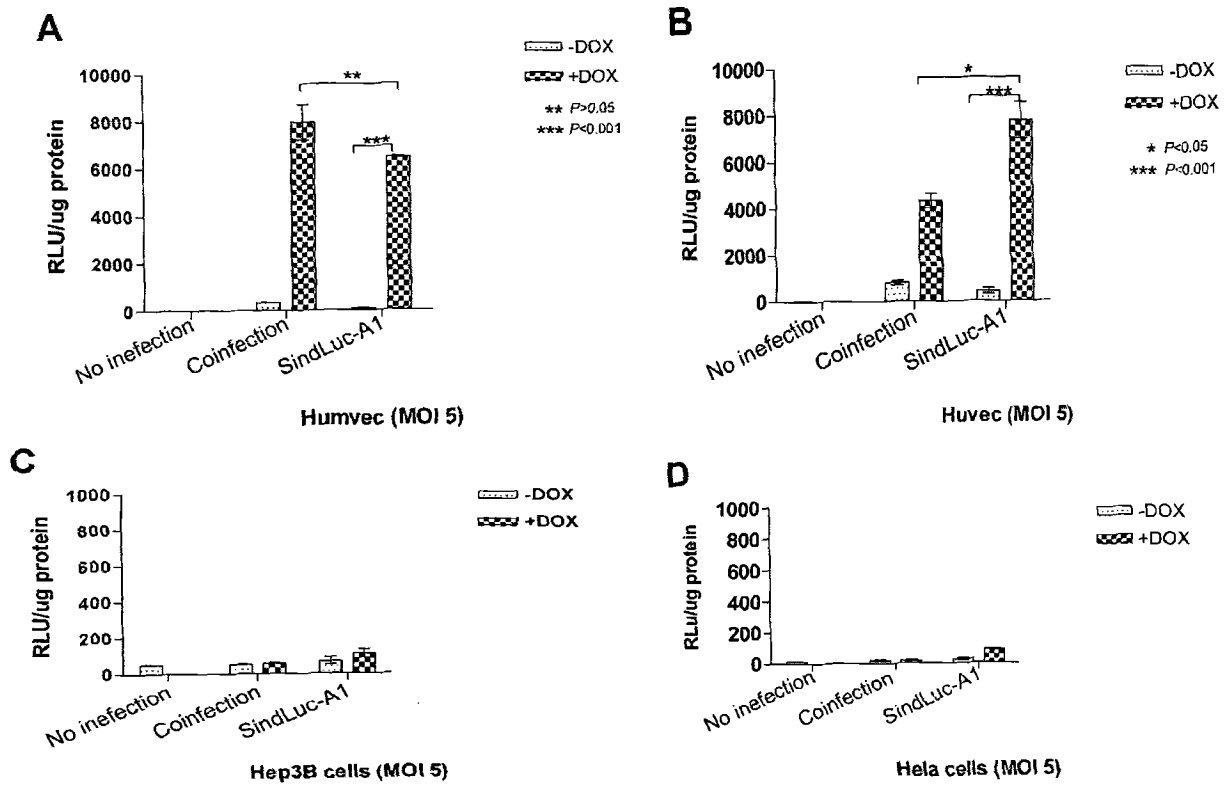 A
-DOX
+DOX
** P>0.05
*** P<0.001
**
***
RLU/ug protein
10000
8000
6000
4000
2000
0
No inefection
Coinfection
SindLuc-A1
Humvec (MOI 5)
B
-DOX
+DOX
* P<0.05
*** P<0.001
*
***
RLU/ug protein
10000
8000
6000
4000
2000
0
No inefection
Coinfection
SindLuc-A1
Huvec (MOI 5)
C
-DOX
+DOX
RLU/ug protein
1000
800
600
400
200
0
No inefection
Coinfection
SindLuc-A1
Hep3B cells (MOI 5)
D
-DOX
+DOX
RLu/ug protein
1000
800
600
400
200
0
No inefection
Coinfection
SindLuc-A1
Hela cells (MOI 5)